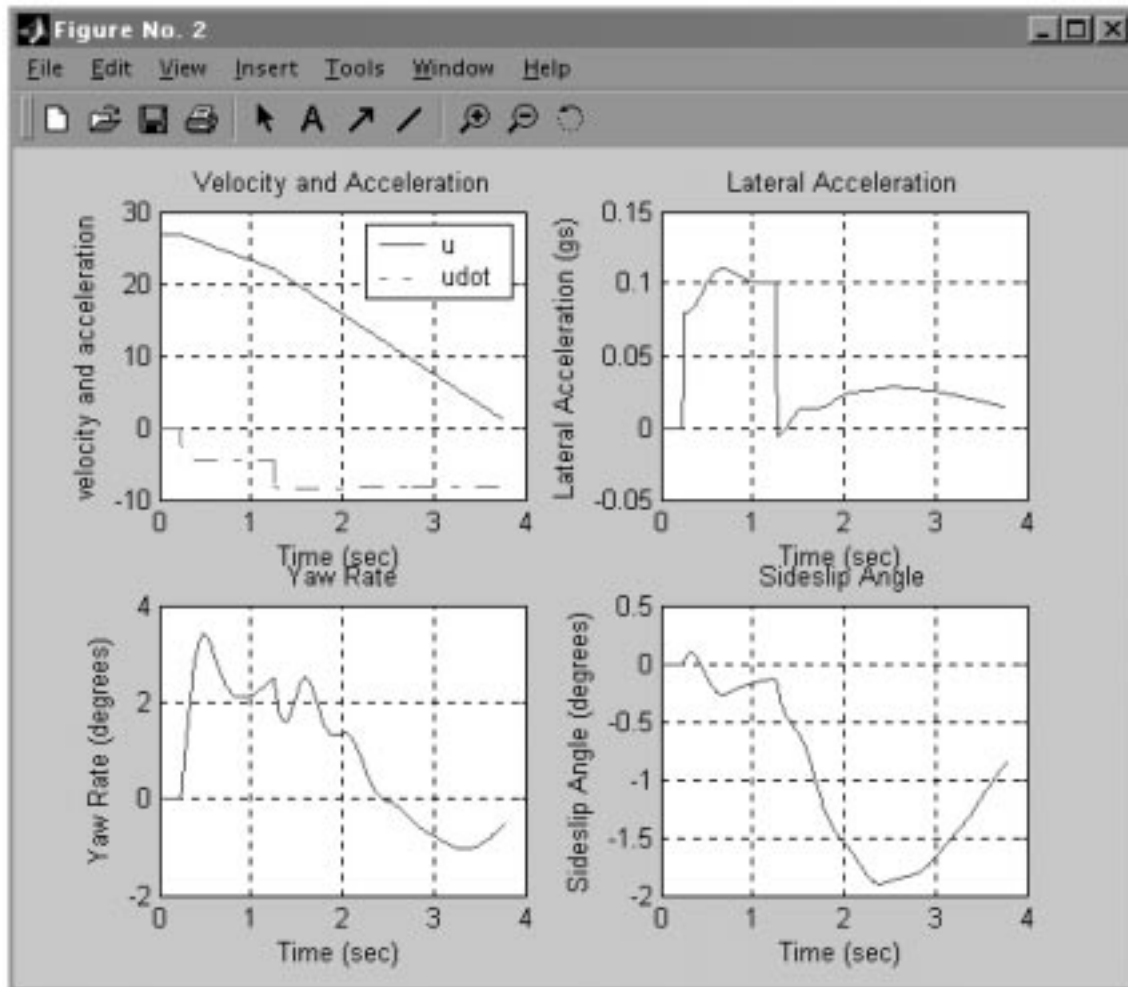 Figure No. 2
File Edit View Insert Tools Window Help
A
Velocity and Acceleration
velocity and acceleration
30
20
10
0
-10
u
udot
0 1 2 3 4
Time (sec)
Lateral Acceleration
Lateral Acceleration (gs)
0.15
0.1
0.05
0
-0.05
0 1 2 3 4
Time (sec)
Yaw Rate
Yaw Rate (degrees)
4
2
0
-2
0 1 2 3 4
Time (sec)
Sideslip Angle
Sideslip Angle (degrees)
0.5
0
-0.5
-1
-1.5
-2
0 1 2 3 4
Time (sec)